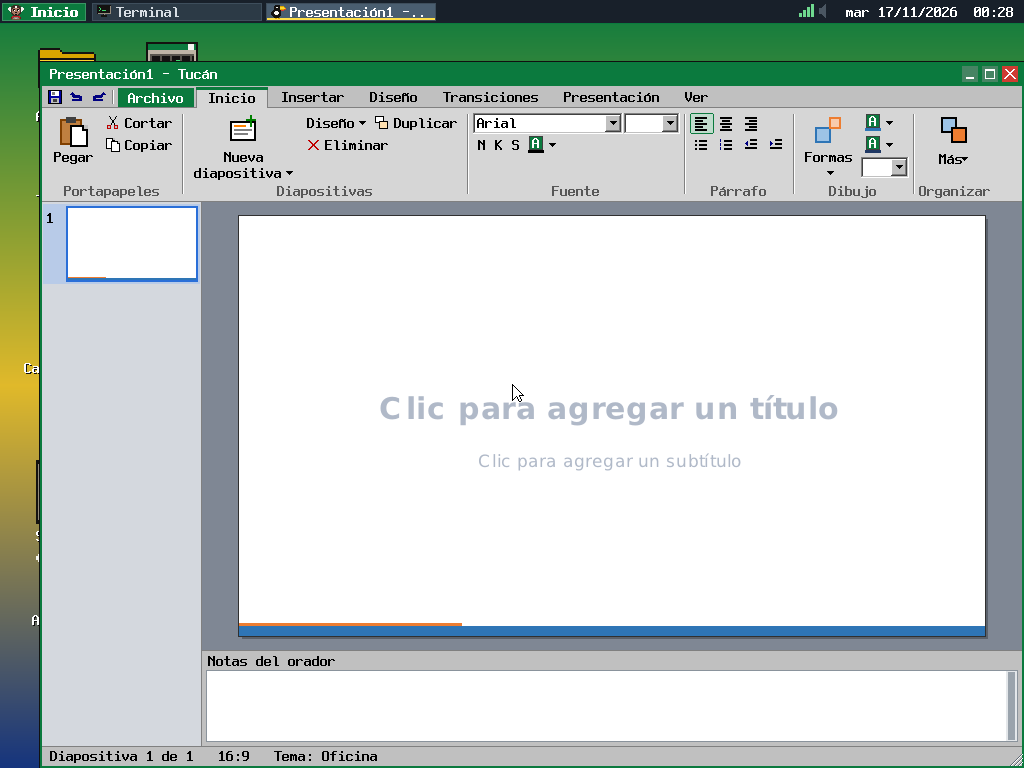 Inicio
Terminal
Presentación1 -..
mar 17/11/2026 00:28
Presentación1 - Tucán
Archivo Inicio Insertar Diseño Transiciones Presentación Ver
Pegar
Cortar
Copiar
Portapapeles
Nueva
diapositiva
Diseño
Duplicar
Eliminar
Diapositivas
Arial
N K S A
Fuente
Párrafo
Formas
A
A
Dibujo
Más
Organizar
1
Clic para agregar un título
Clic para agregar un subtítulo
Notas del orador
Diapositiva 1 de 1 16:9 Tema: Oficina